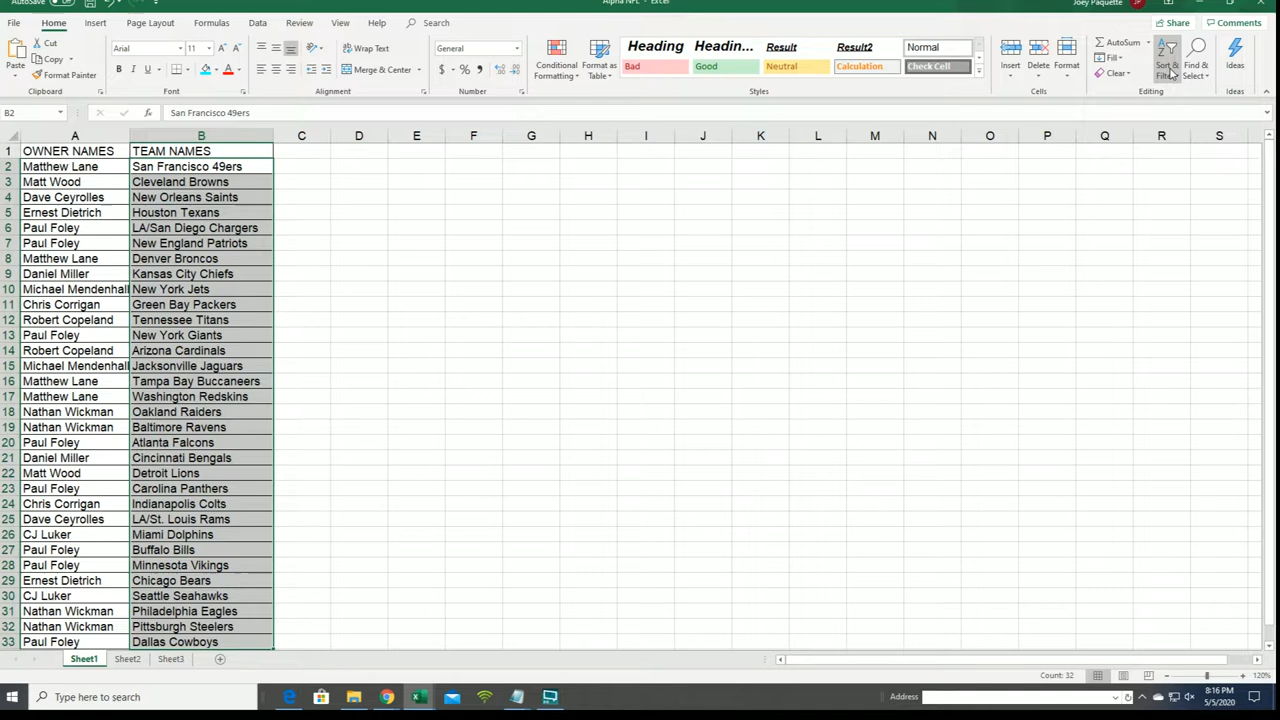 AutoSave
Alpha NFL - Excel
Joey Paquette JP
File Home Insert Page Layout Formulas Data Review View Help Search
Share Comments
Paste Cut Copy Format Painter
Clipboard
Arial 11
B I U
Font
Wrap Text
Merge & Center
Alignment
General
$ % 9
Number
Conditional Formatting Format as Table
Heading Headin... Result Result2 Normal
Bad Good Neutral Calculation Check Cell
Styles
Insert Delete Format
Cells
AutoSum Fill Clear Sort & Filter Find & Select
Editing
Ideas
Ideas
B2 fx San Francisco 49ers
A B C D E F G H I J K L M N O P Q R S
1 OWNER NAMES TEAM NAMES
2 Matthew Lane San Francisco 49ers
3 Matt Wood Cleveland Browns
4 Dave Ceyrolles New Orleans Saints
5 Ernest Dietrich Houston Texans
6 Paul Foley LA/San Diego Chargers
7 Paul Foley New England Patriots
8 Matthew Lane Denver Broncos
9 Daniel Miller Kansas City Chiefs
10 Michael Mendenhall New York Jets
11 Chris Corrigan Green Bay Packers
12 Robert Copeland Tennessee Titans
13 Paul Foley New York Giants
14 Robert Copeland Arizona Cardinals
15 Michael Mendenhall Jacksonville Jaguars
16 Matthew Lane Tampa Bay Buccaneers
17 Matthew Lane Washington Redskins
18 Nathan Wickman Oakland Raiders
19 Nathan Wickman Baltimore Ravens
20 Paul Foley Atlanta Falcons
21 Daniel Miller Cincinnati Bengals
22 Matt Wood Detroit Lions
23 Paul Foley Carolina Panthers
24 Chris Corrigan Indianapolis Colts
25 Dave Ceyrolles LA/St. Louis Rams
26 CJ Luker Miami Dolphins
27 Paul Foley Buffalo Bills
28 Paul Foley Minnesota Vikings
29 Ernest Dietrich Chicago Bears
30 CJ Luker Seattle Seahawks
31 Nathan Wickman Philadelphia Eagles
32 Nathan Wickman Pittsburgh Steelers
33 Paul Foley Dallas Cowboys
Sheet1 Sheet2 Sheet3
Count: 32 120%
Type here to search
Address
8:16 PM
5/5/2020